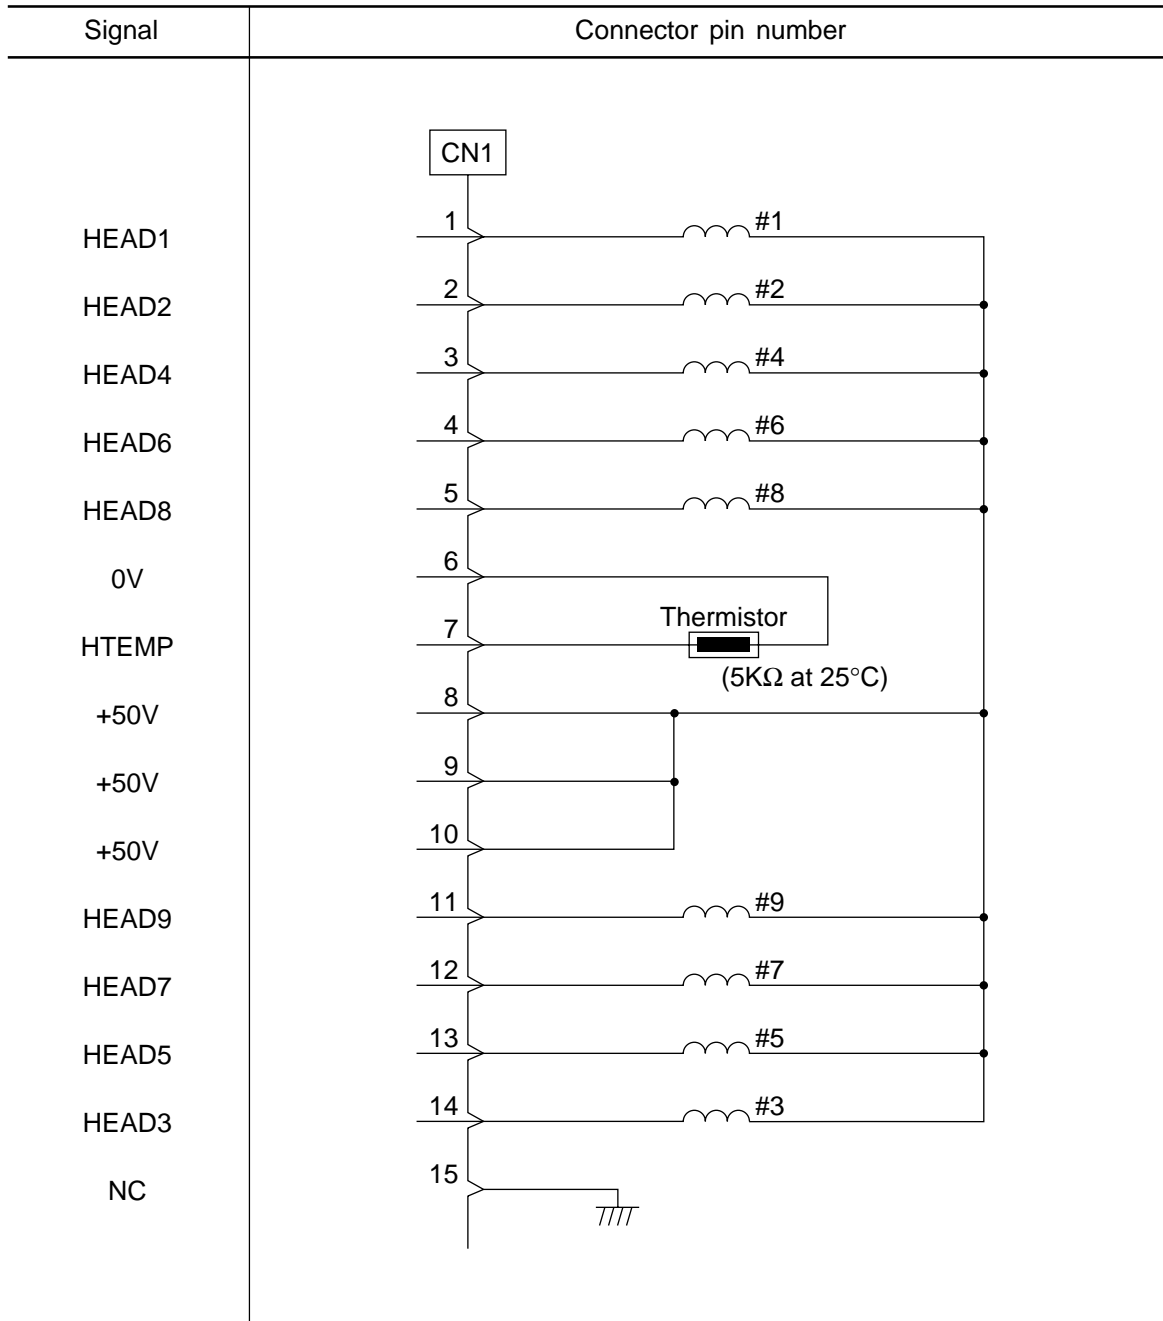 Signal Connector pin number
CN1
HEAD1 1 #1
HEAD2 2 #2
HEAD4 3 #4
HEAD6 4 #6
HEAD8 5 #8
0V 6
Thermistor
HTEMP 7
(5KΩ at 25°C)
+50V 8
+50V 9
+50V 10
HEAD9 11 #9
HEAD7 12 #7
HEAD5 13 #5
HEAD3 14 #3
NC 15